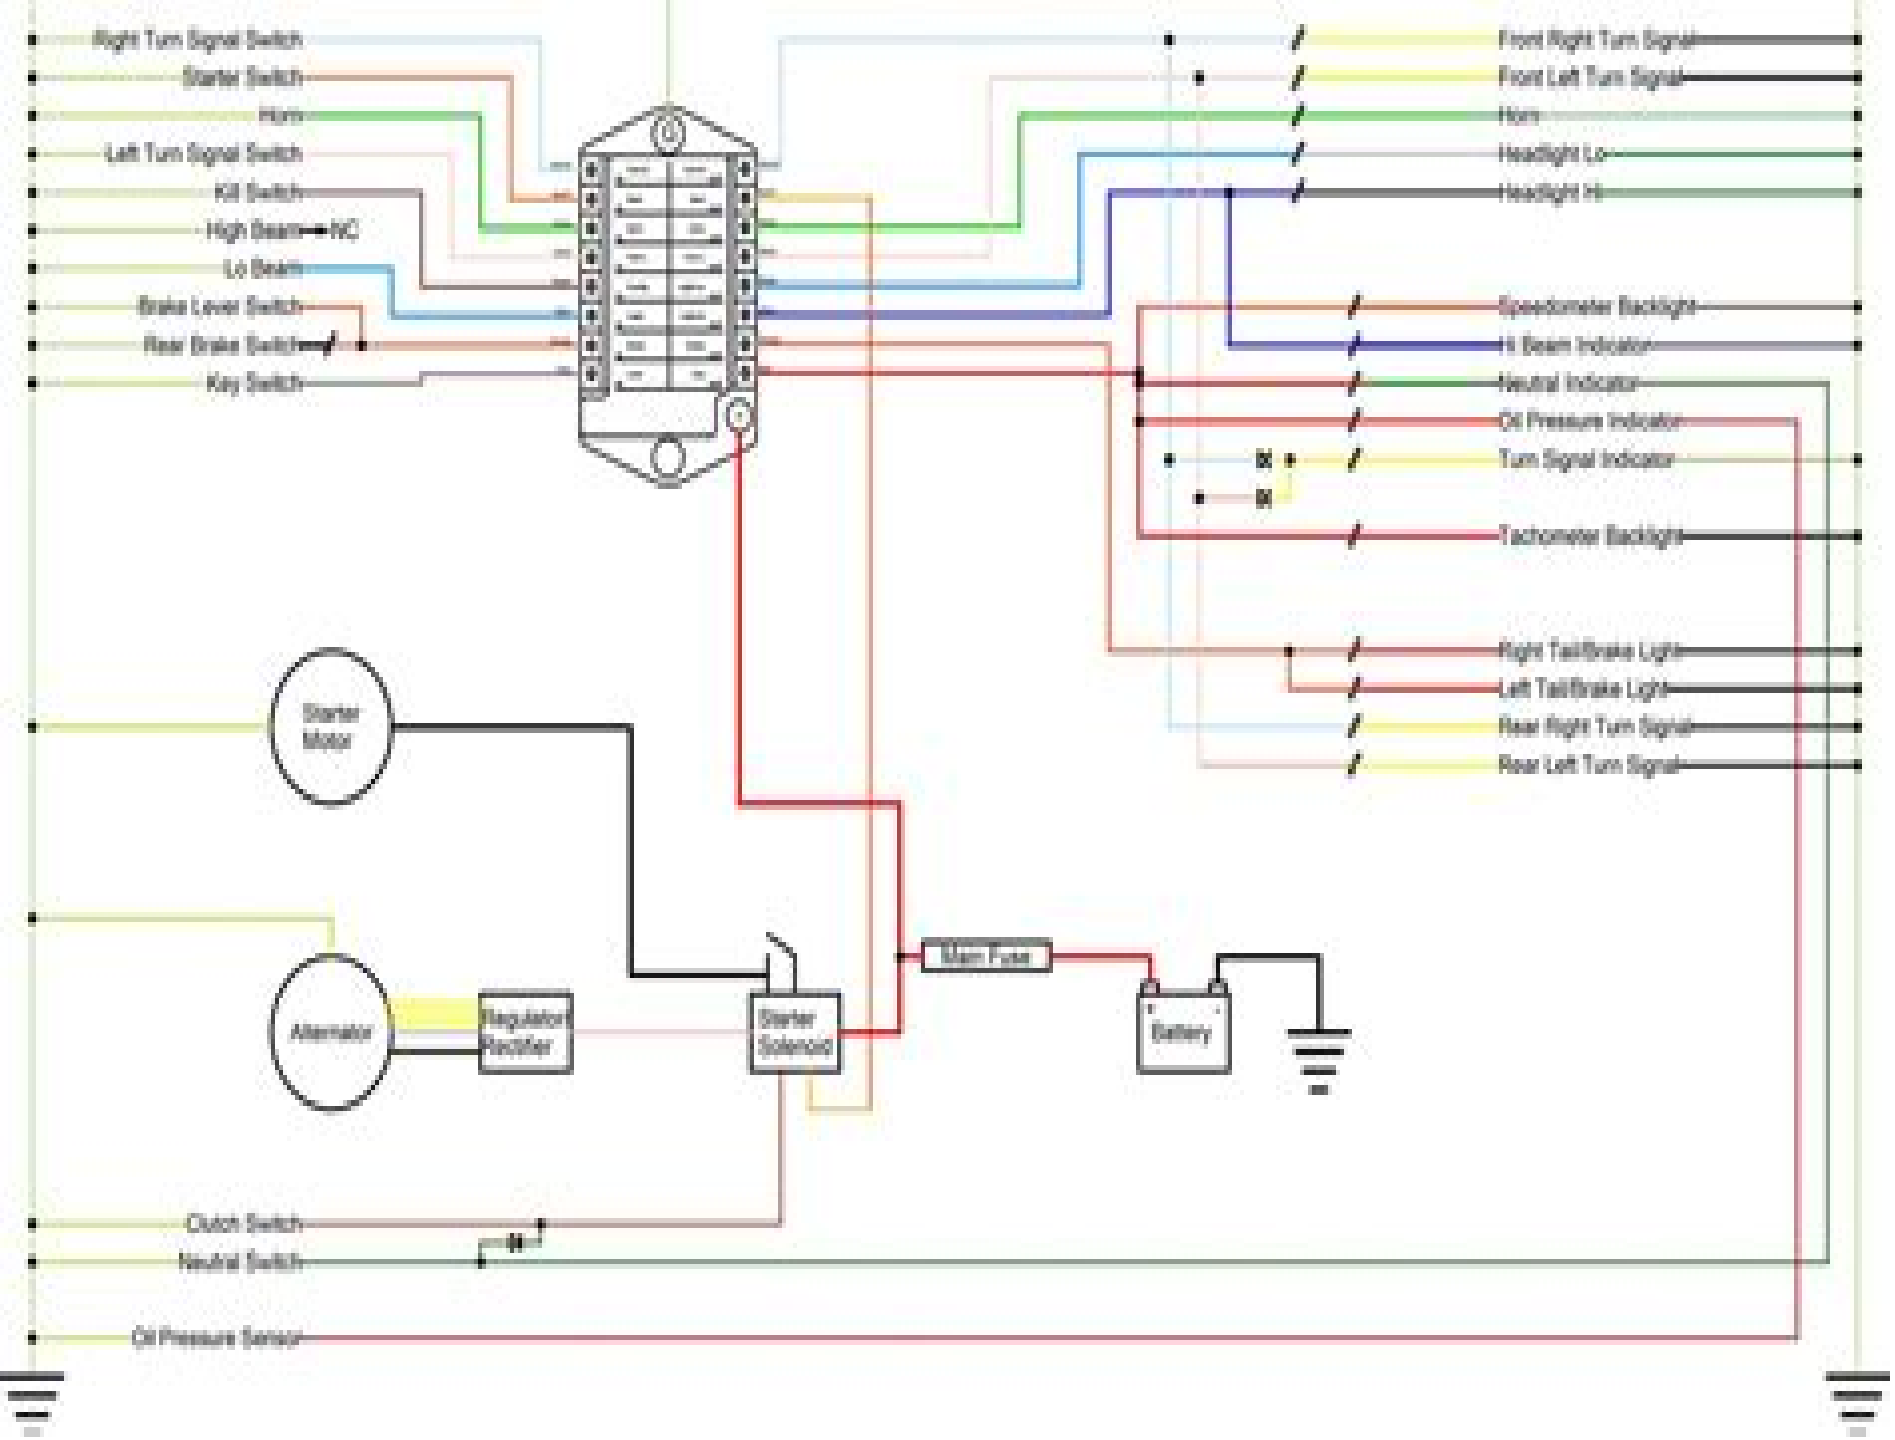 Right Turn Signal Switch
Starter Switch
Horn
Left Turn Signal Switch
Kill Switch
High Beam NC
Lo Beam
Brake Lever Switch
Rear Brake Switch
Key Switch
Front Right Turn Signal
Front Left Turn Signal
Horn
Headlight Lo
Headlight Hi
Speedometer Backlight
Hi Beam Indicator
Neutral Indicator
Oil Pressure Indicator
Turn Signal Indicator
Tachometer Backlight
Right Tail/Brake Light
Left Tail/Brake Light
Rear Right Turn Signal
Rear Left Turn Signal
Starter
Motor
Alternator
Regulator/
Rectifier
Starter
Solenoid
Main Fuse
+ -
Battery
Clutch Switch
Neutral Switch
Oil Pressure Sensor